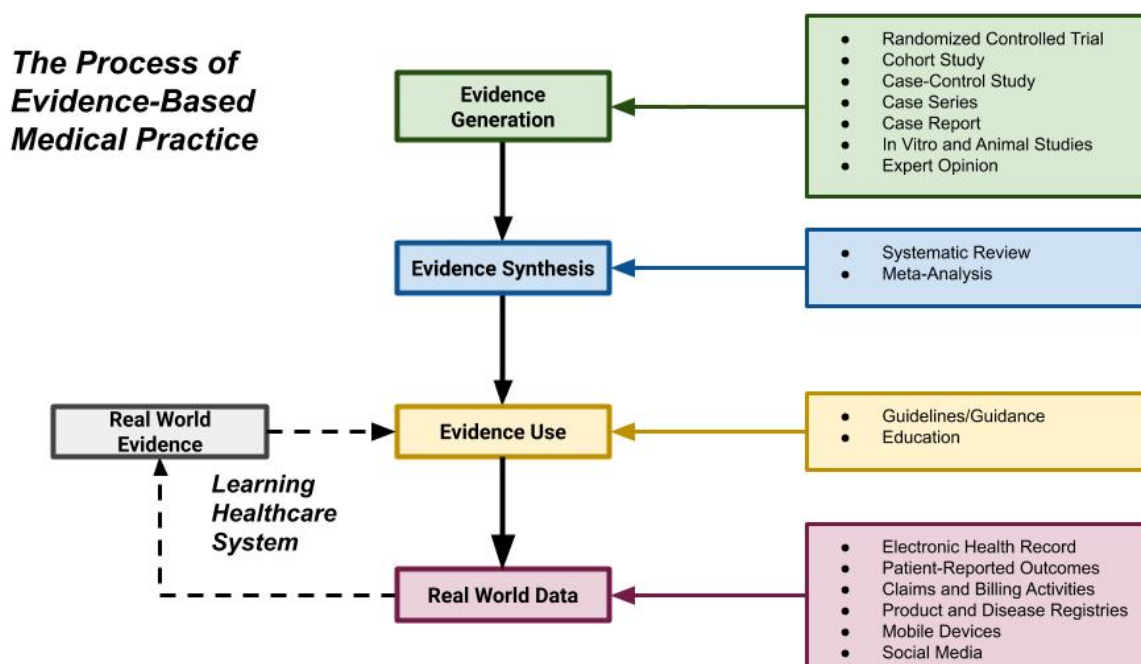 The Process of
Evidence-Based
Medical Practice
Evidence
Generation
● Randomized Controlled Trial
● Cohort Study
● Case-Control Study
● Case Series
● Case Report
● In Vitro and Animal Studies
● Expert Opinion
Evidence Synthesis
● Systematic Review
● Meta-Analysis
Real World
Evidence
Evidence Use
● Guidelines/Guidance
● Education
Learning
Healthcare
System
Real World Data
● Electronic Health Record
● Patient-Reported Outcomes
● Claims and Billing Activities
● Product and Disease Registries
● Mobile Devices
● Social Media